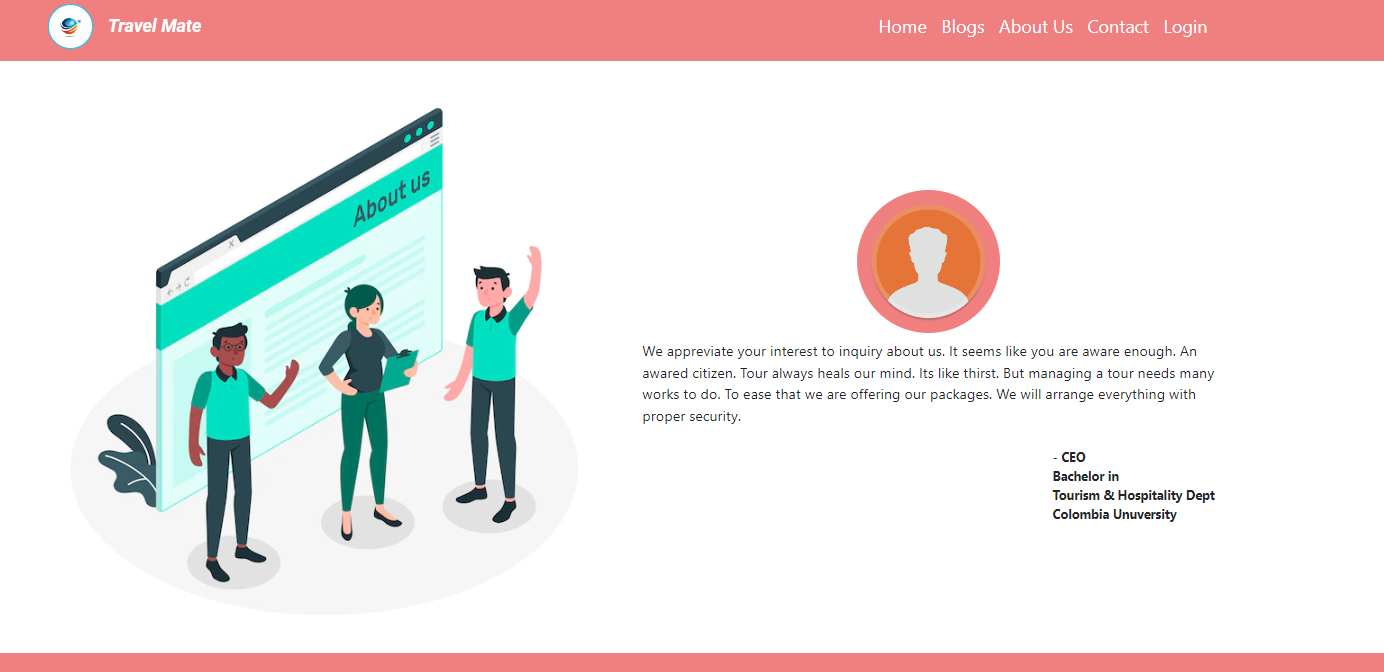 Travel Mate
Home Blogs About Us Contact Login
About us
We appreviate your interest to inquiry about us. It seems like you are aware enough. An
awared citizen. Tour always heals our mind. Its like thirst. But managing a tour needs many
works to do. To ease that we are offering our packages. We will arrange everything with
proper security.
- CEO
Bachelor in
Tourism & Hospitality Dept
Colombia Unuversity